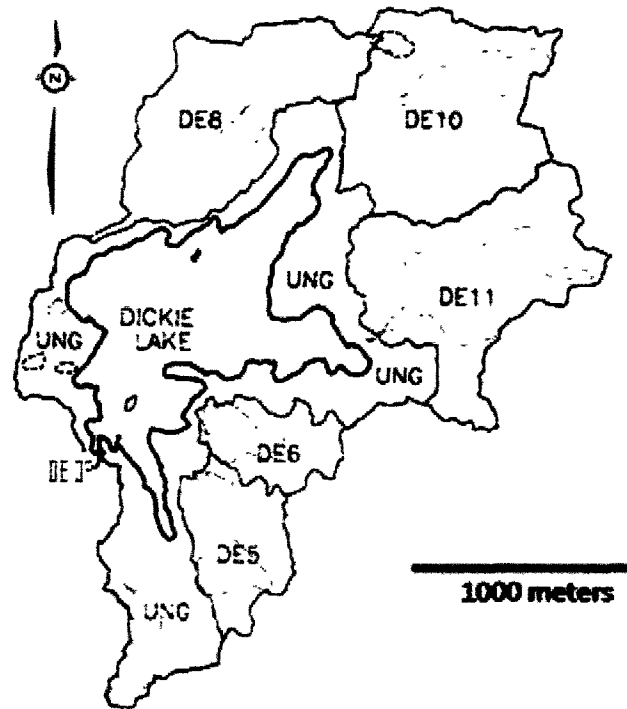 N
DE8
DE10
UNG
DE11
UNG
DICKIE
LAKE
UNG
DE6
DE5
UNG
1000 meters